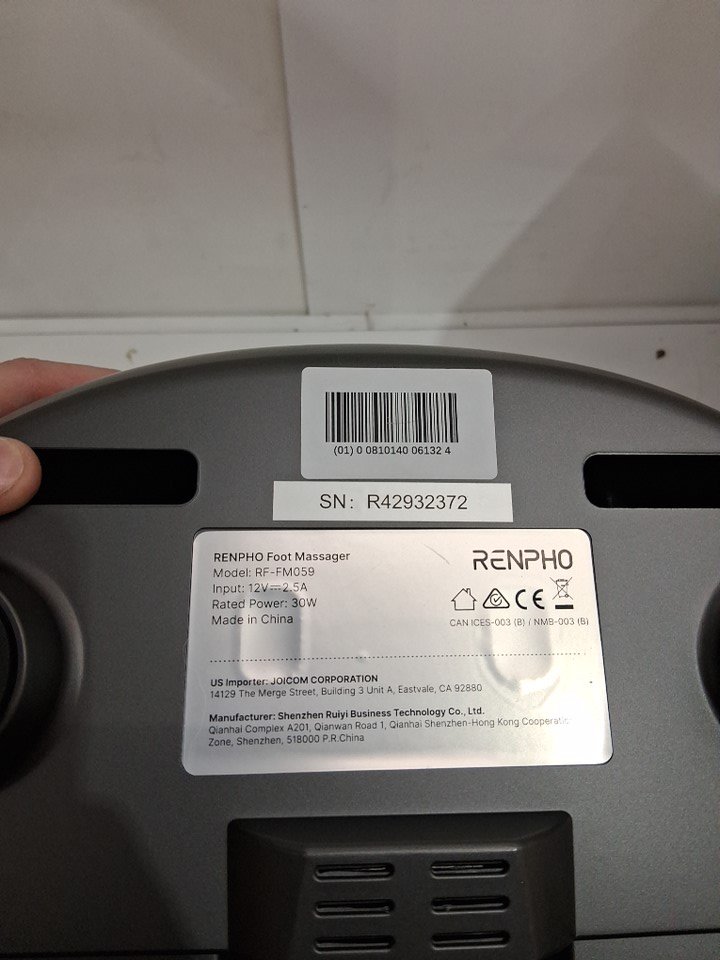 (01) 0 0810140 06132 4
SN: R42932372
RENPHO Foot Massager
Model: RF-FM059
Input: 12V⎓2.5A
Rated Power: 30W
Made in China
RENPHO
CE
CAN ICES-003 (B) / NMB-003 (B)
US Importer: JOICOM CORPORATION
14129 The Merge Street, Building 3 Unit A, Eastvale, CA 92880
Manufacturer: Shenzhen Ruiyi Business Technology Co., Ltd.
Qianhai Complex A201, Qianwan Road 1, Qianhai Shenzhen-Hong Kong Cooperatic
Zone, Shenzhen, 518000 P.R.China